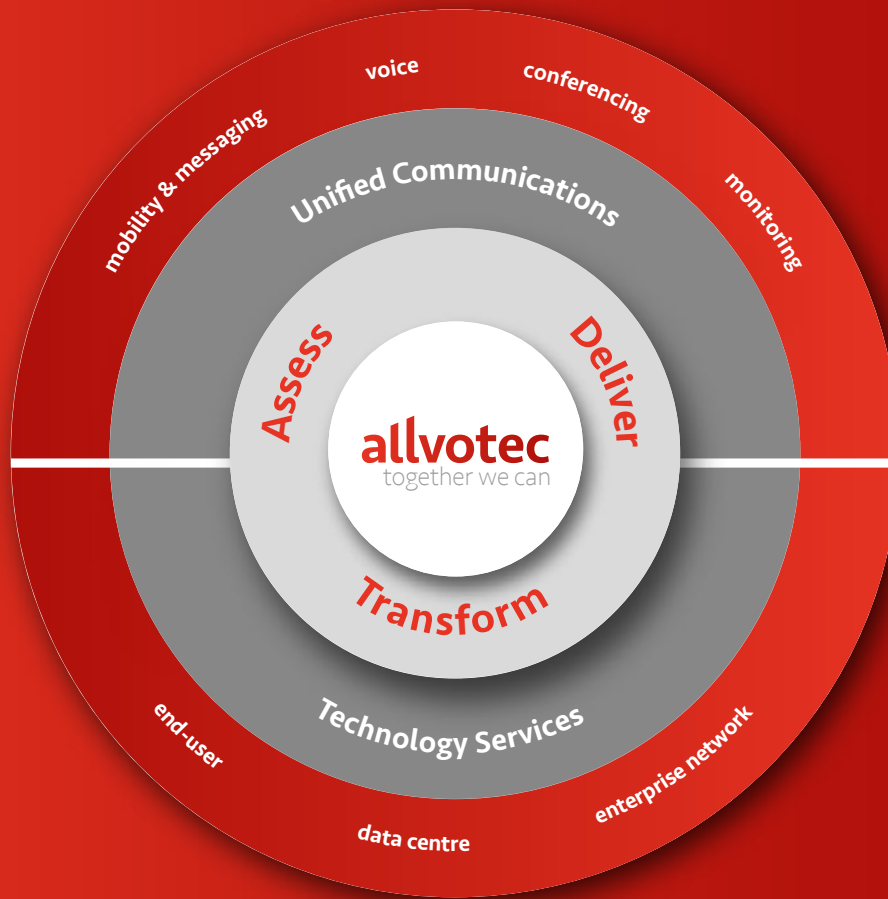 voice
conferencing
mobility & messaging
monitoring
Unified Communications
Assess
Deliver
allvotec
together we can
Transform
Technology Services
end-user
enterprise network
data centre